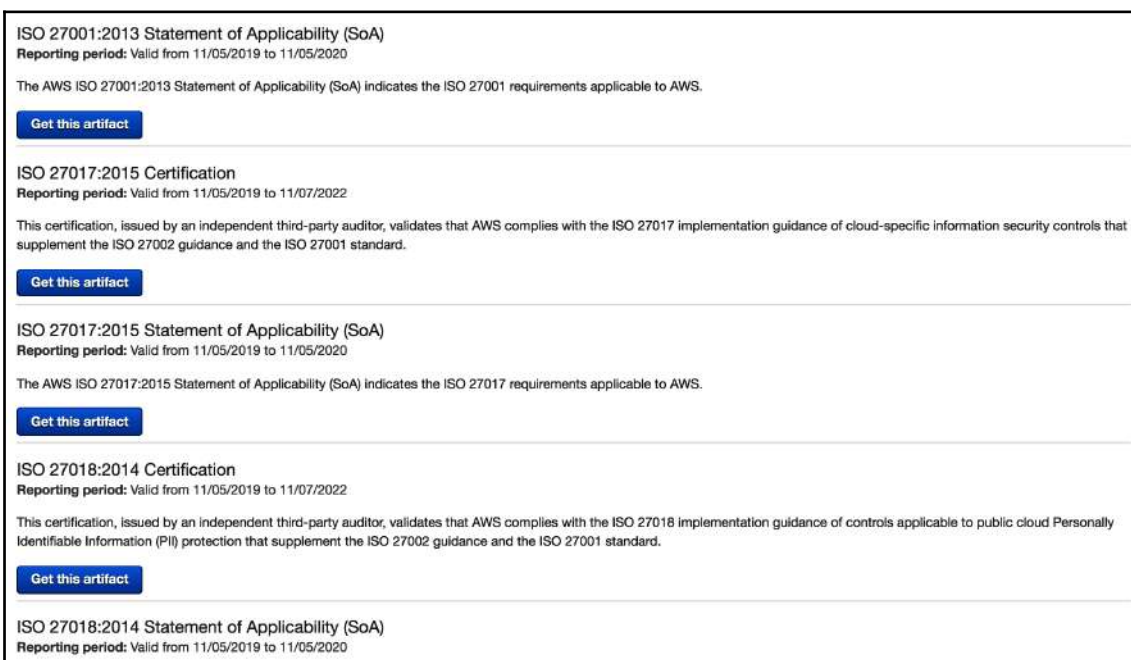 ISO 27001:2013 Statement of Applicability (SoA)
Reporting period: Valid from 11/05/2019 to 11/05/2020
The AWS ISO 27001:2013 Statement of Applicability (SoA) indicates the ISO 27001 requirements applicable to AWS.
Get this artifact
ISO 27017:2015 Certification
Reporting period: Valid from 11/05/2019 to 11/07/2022
This certification, issued by an independent third-party auditor, validates that AWS complies with the ISO 27017 implementation guidance of cloud-specific information security controls that
supplement the ISO 27002 guidance and the ISO 27001 standard.
Get this artifact
ISO 27017:2015 Statement of Applicability (SoA)
Reporting period: Valid from 11/05/2019 to 11/05/2020
The AWS ISO 27017:2015 Statement of Applicability (SoA) indicates the ISO 27017 requirements applicable to AWS.
Get this artifact
ISO 27018:2014 Certification
Reporting period: Valid from 11/05/2019 to 11/07/2022
This certification, issued by an independent third-party auditor, validates that AWS complies with the ISO 27018 implementation guidance of controls applicable to public cloud Personally
Identifiable Information (PII) protection that supplement the ISO 27002 guidance and the ISO 27001 standard.
Get this artifact
ISO 27018:2014 Statement of Applicability (SoA)
Reporting period: Valid from 11/05/2019 to 11/05/2020